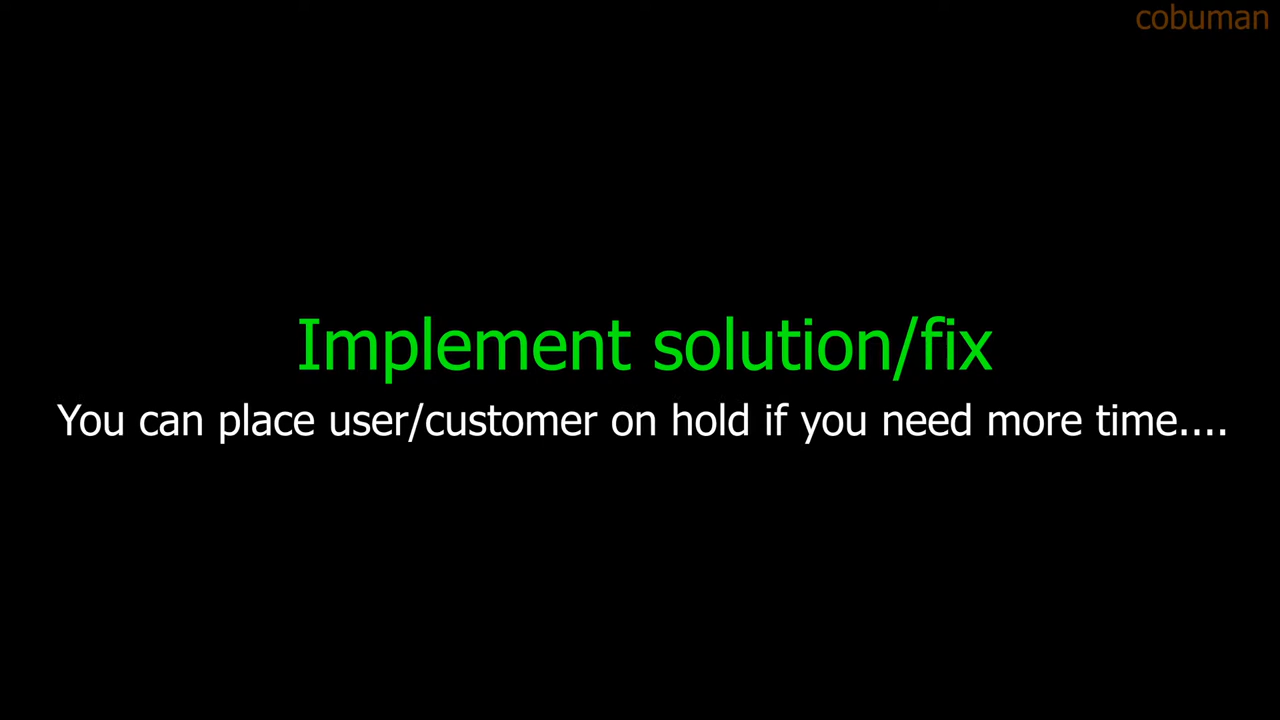 cobuman
Implement solution/fix
You can place user/customer on hold if you need more time....